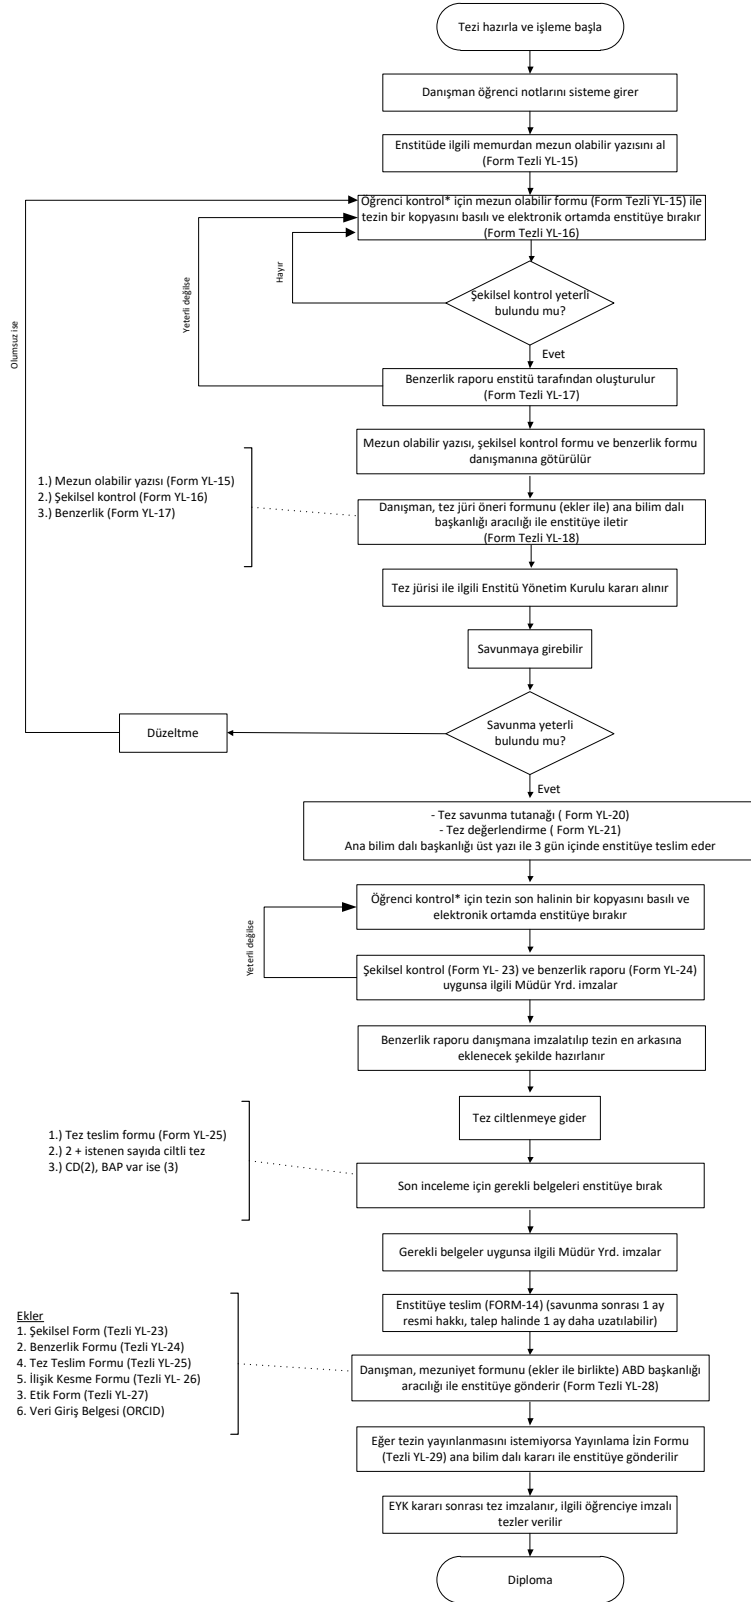 Tezi hazırla ve işleme başla
Danışman öğrenci notlarını sisteme girer
Enstitüde ilgili memurdan mezun olabilir yazısını al
(Form Tezli YL-15)
Öğrenci kontrol* için mezun olabilir formu (Form Tezli YL-15) ile
tezin bir kopyasını basılı ve elektronik ortamda enstitüye bırakır
(Form Tezli YL-16)
Hayır
Yeterli değilse
Olumsuz ise
Şekilsel kontrol yeterli
bulundu mu?
Evet
Benzerlik raporu enstitü tarafından oluşturulur
(Form Tezli YL-17)
Mezun olabilir yazısı, şekilsel kontrol formu ve benzerlik formu
danışmanına götürülür
1.) Mezun olabilir yazısı (Form YL-15)
2.) Şekilsel kontrol (Form YL-16)
3.) Benzerlik (Form YL-17)
Danışman, tez jüri öneri formunu (ekler ile) ana bilim dalı
başkanlığı aracılığı ile enstitüye iletir
(Form Tezli YL-18)
Tez jürisi ile ilgili Enstitü Yönetim Kurulu kararı alınır
Savunmaya girebilir
Savunma yeterli
bulundu mu?
Düzeltme
Evet
- Tez savunma tutanağı ( Form YL-20)
- Tez değerlendirme ( Form YL-21)
Ana bilim dalı başkanlığı üst yazı ile 3 gün içinde enstitüye teslim eder
Öğrenci kontrol* için tezin son halinin bir kopyasını basılı ve
elektronik ortamda enstitüye bırakır
Yeterli değilse
Şekilsel kontrol (Form YL- 23) ve benzerlik raporu (Form YL-24)
uygunsa ilgili Müdür Yrd. imzalar
Benzerlik raporu danışmana imzalatılıp tezin en arkasına
eklenecek şekilde hazırlanır
Tez ciltlenmeye gider
1.) Tez teslim formu (Form YL-25)
2.) 2 + istenen sayıda ciltli tez
3.) CD(2), BAP var ise (3)
Son inceleme için gerekli belgeleri enstitüye bırak
Gerekli belgeler uygunsa ilgili Müdür Yrd. imzalar
Enstitüye teslim (FORM-14) (savunma sonrası 1 ay
resmi hakkı, talep halinde 1 ay daha uzatılabilir)
Ekler
1. Şekilsel Form (Tezli YL-23)
2. Benzerlik Formu (Tezli YL-24)
4. Tez Teslim Formu (Tezli YL-25)
5. İlişik Kesme Formu (Tezli YL- 26)
3. Etik Form (Tezli YL-27)
6. Veri Giriş Belgesi (ORCID)
Danışman, mezuniyet formunu (ekler ile birlikte) ABD başkanlığı
aracılığı ile enstitüye gönderir (Form Tezli YL-28)
Eğer tezin yayınlanmasını istemiyorsa Yayınlama İzin Formu
(Tezli YL-29) ana bilim dalı kararı ile enstitüye gönderilir
EYK kararı sonrası tez imzalanır, ilgili öğrenciye imzalı
tezler verilir
Diploma